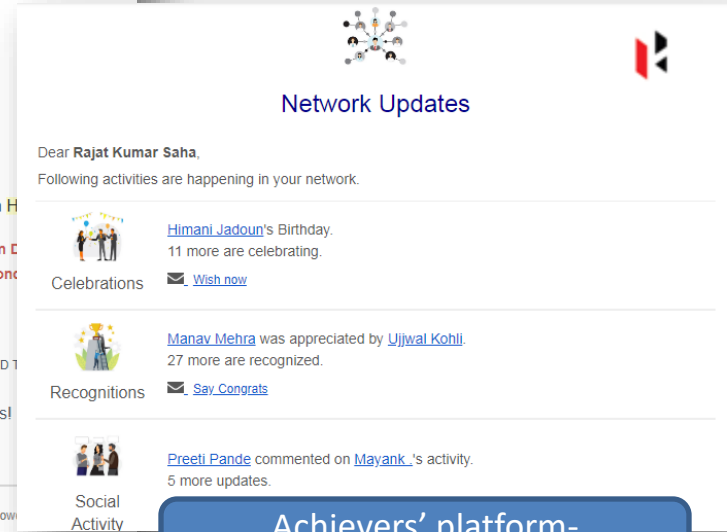 Network Updates
Dear Rajat Kumar Saha,
Following activities are happening in your network.
Himani Jadoun's Birthday.
11 more are celebrating.
Celebrations
Wish now
Manav Mehra was appreciated by Ujjwal Kohli.
27 more are recognized.
Recognitions
Say Congrats
Preeti Pande commented on Mayank .'s activity.
5 more updates.
Social
Activity
Achievers' platform-